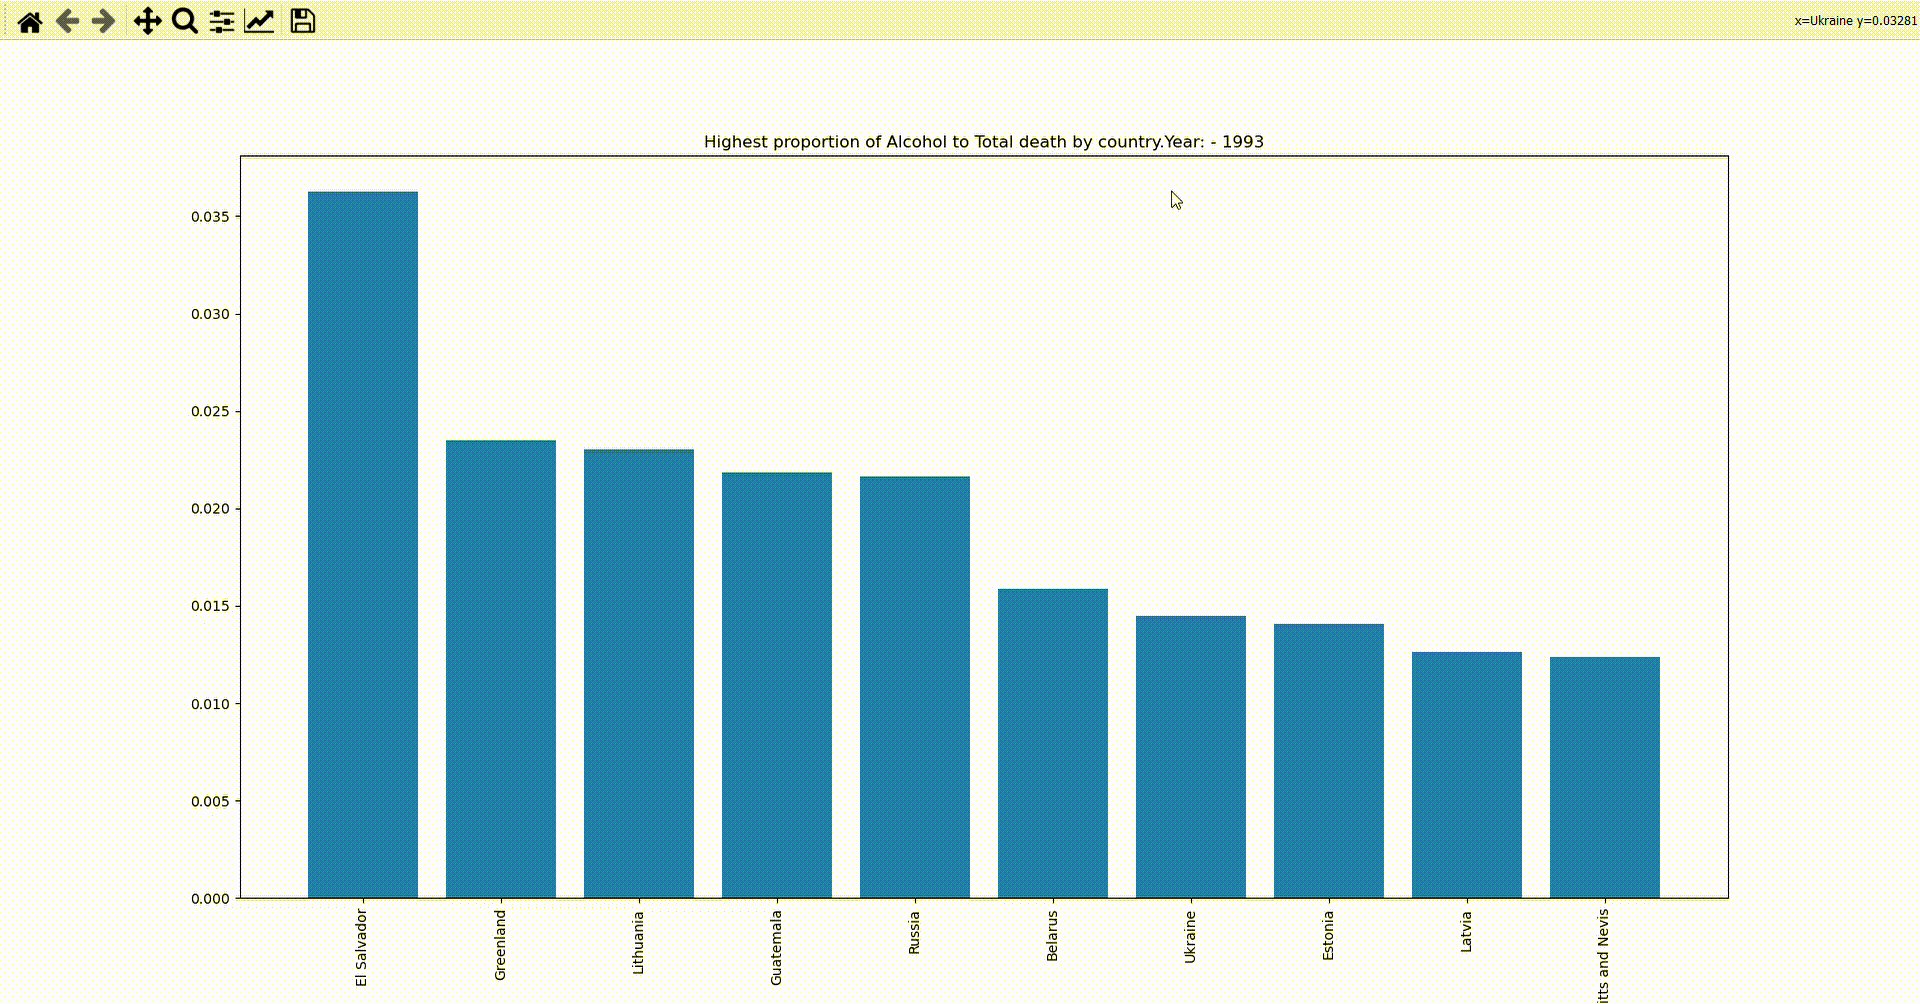 x=Ukraine y=0.03281
Highest proportion of Alcohol to Total death by country.Year: - 1993
0.035
0.030
0.025
0.020
0.015
0.010
0.005
0.000
El Salvador
Greenland
Lithuania
Guatemala
Russia
Belarus
Ukraine
Estonia
Latvia
itts and Nevis